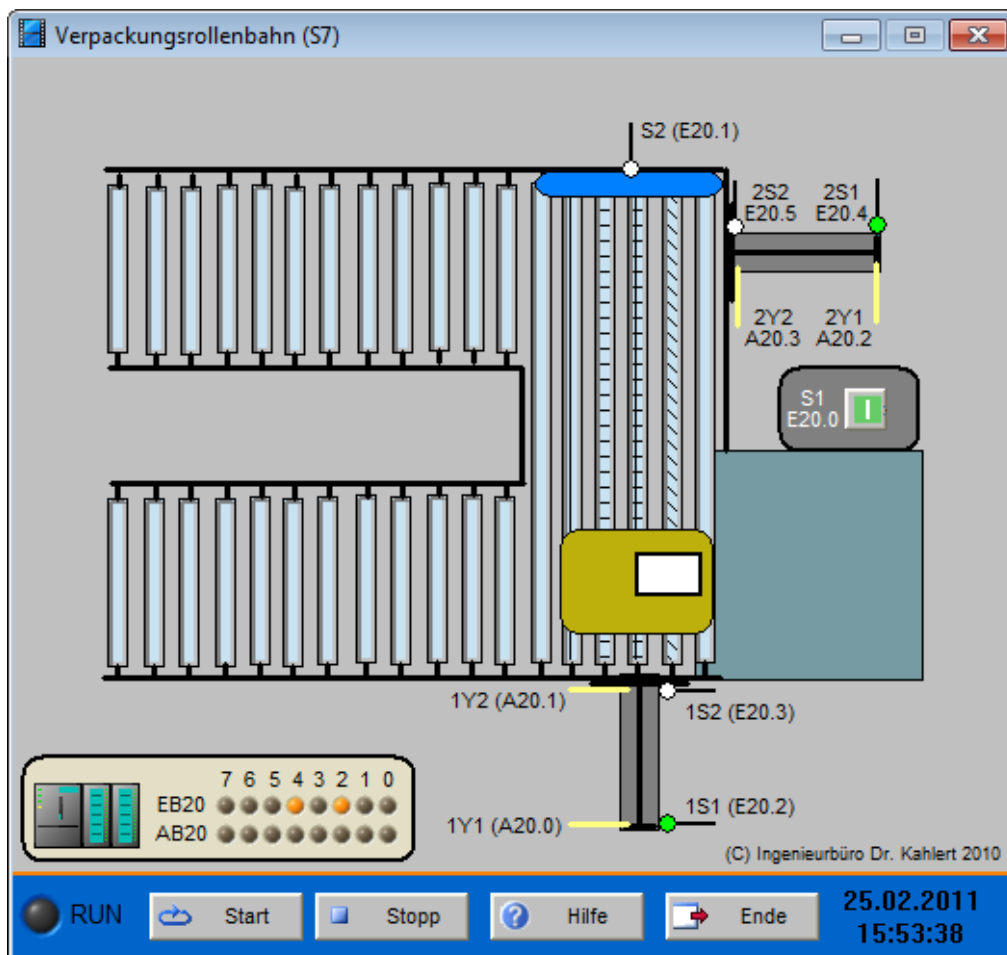 Verpackungsrollenbahn (S7)
S2 (E20.1)
2S2 2S1
E20.5 E20.4
2Y2 2Y1
A20.3 A20.2
S1
E20.0
I
1Y2 (A20.1)
1S2 (E20.3)
7 6 5 4 3 2 1 0
EB20
AB20
1Y1 (A20.0)
1S1 (E20.2)
(C) Ingenieurbüro Dr. Kahlert 2010
RUN Start Stopp Hilfe Ende
25.02.2011
15:53:38